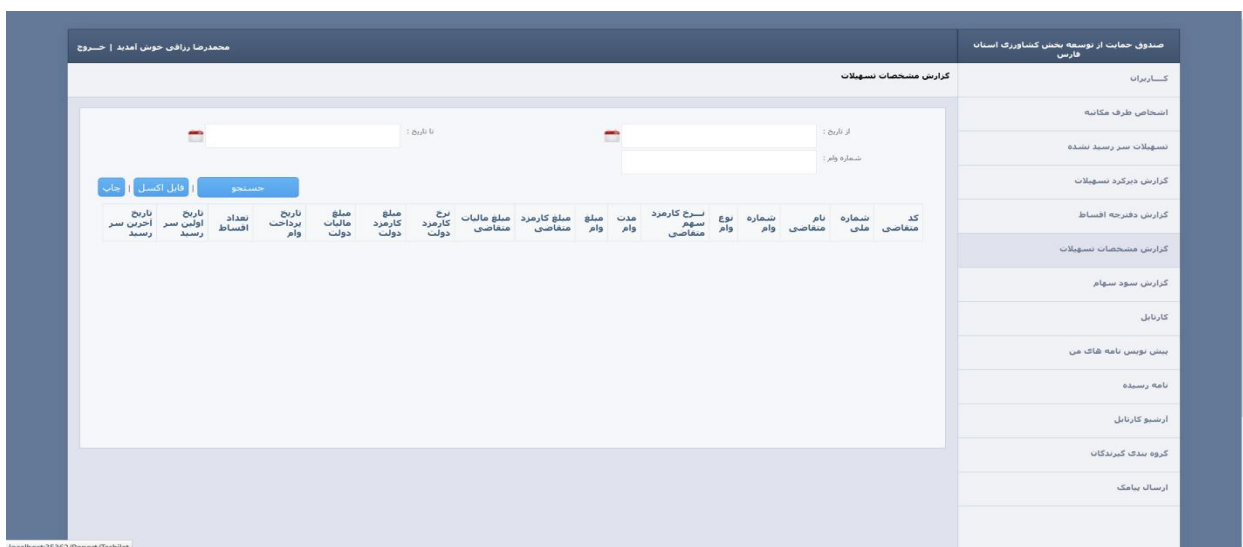 صندوق حمایت از توسعه بخش کشاورزی استان
فارس
محمدرضا رزاقی خوش آمدید | خــروج
کــاربران
اشخاص طرف مکاتبه
تسهیلات سر رسید نشده
گزارش دیرکرد تسهیلات
گزارش دفترچه اقساط
گزارش مشخصات تسهیلات
گزارش سود سهام
کارتابل
پیش نویس نامه های من
نامه رسیده
آرشیو کارتابل
گروه بندی گیرندگان
ارسال پیامک
گزارش مشخصات تسهیلات
از تاریخ :
تا تاریخ :
شماره وام :
جستجو | فایل اکسل | چاپ
کد متقاضی
شماره ملی
نام متقاضی
شماره وام
نوع وام
نــرخ کارمزد سهم متقاضی
مدت وام
مبلغ وام
مبلغ کارمزد متقاضی
مبلغ مالیات متقاضی
نرخ کارمزد دولت
مبلغ کارمزد دولت
مبلغ مالیات دولت
تاریخ پرداخت وام
تعداد اقساط
تاریخ اولین سر رسید
تاریخ آخرین سر رسید